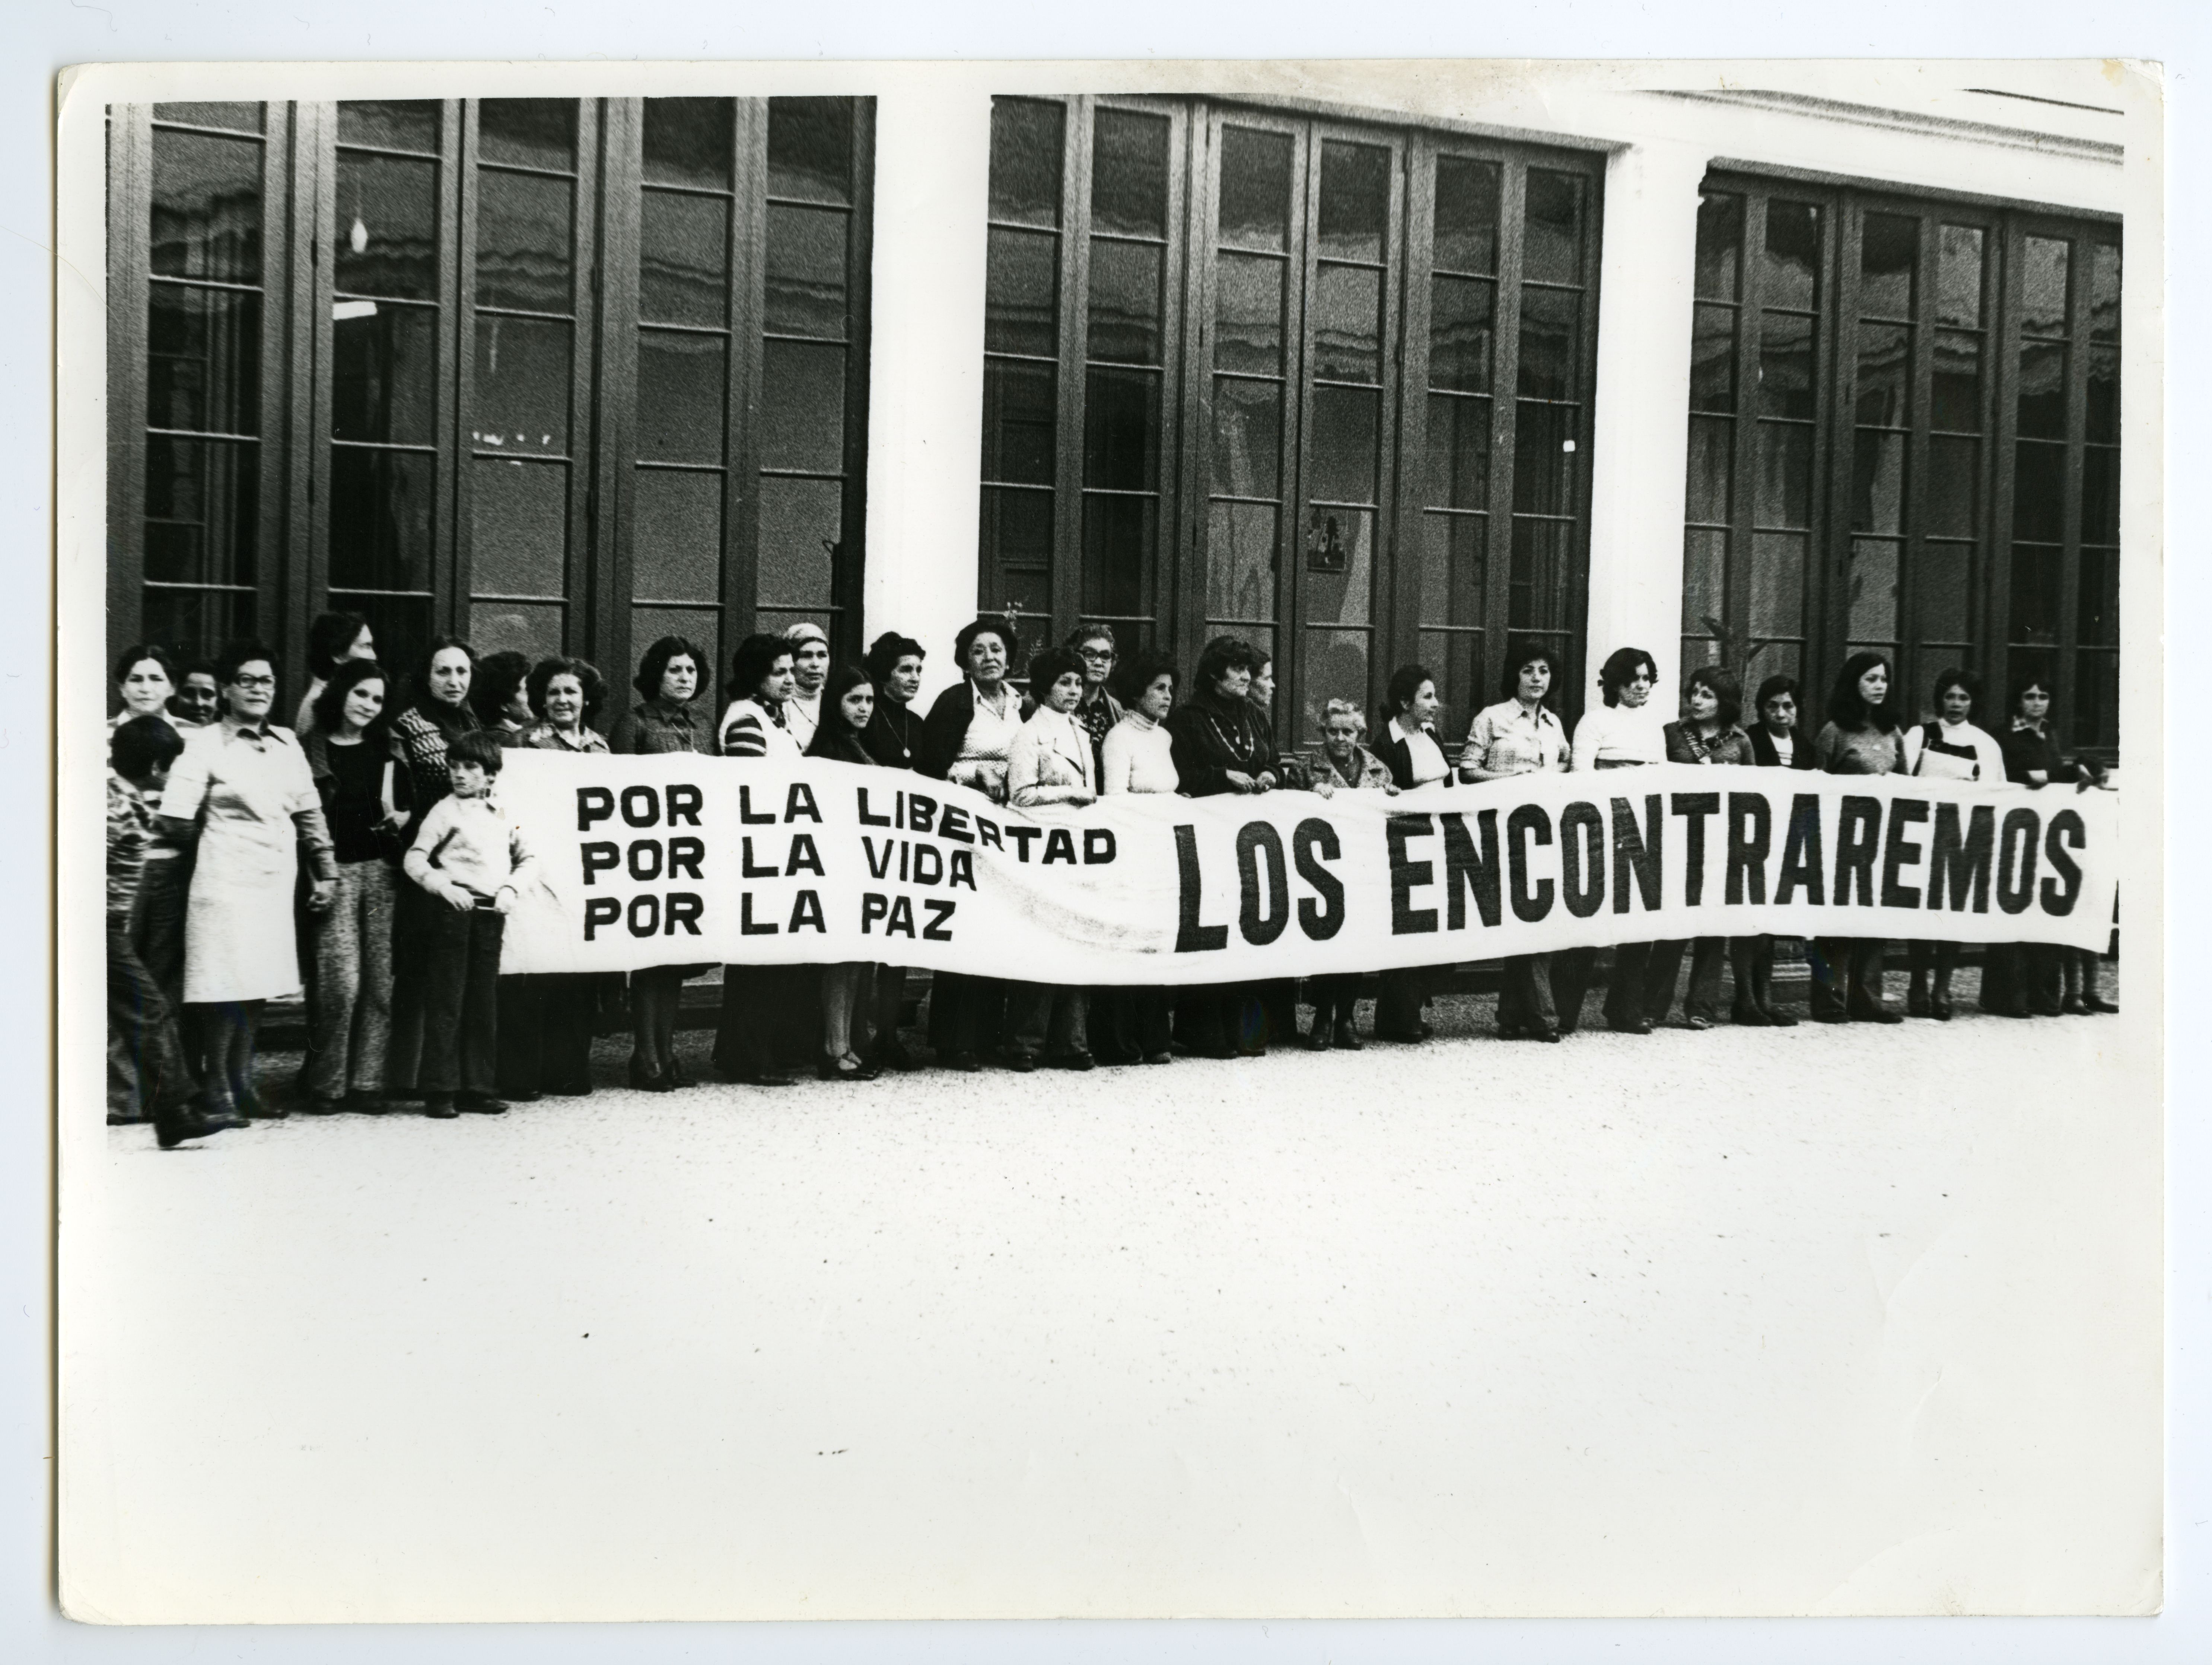 POR LA LIBERTAD
POR LA VIDA
POR LA PAZ
LOS ENCONTRAREMOS